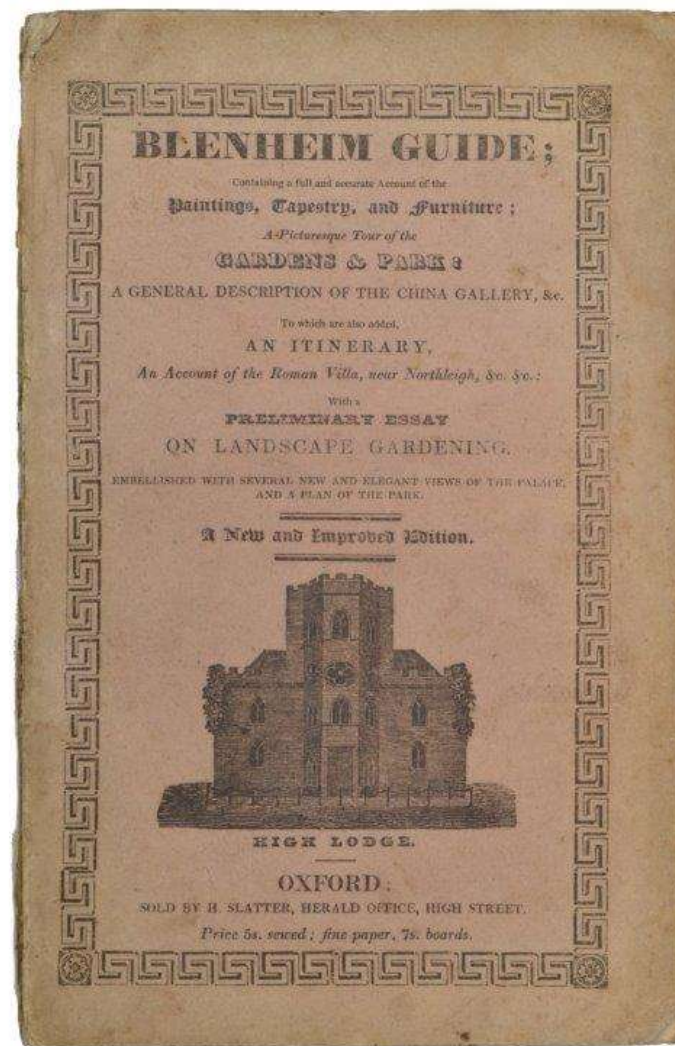 BLENHEIM GUIDE;
Containing a full and accurate Account of the
Paintings, Tapestry, and Furniture;
A Picturesque Tour of the
GARDENS & PARK:
A GENERAL DESCRIPTION OF THE CHINA GALLERY, &c.
To which are also added,
AN ITINERARY,
An Account of the Roman Villa, near Northleigh, &c. &c.:
With a
PRELIMINARY ESSAY
ON LANDSCAPE GARDENING.
EMBELLISHED WITH SEVERAL NEW AND ELEGANT VIEWS OF THE PALACE,
AND A PLAN OF THE PARK.
A New and Improved Edition.
HIGH LODGE.
OXFORD:
SOLD BY H. SLATTER, HERALD OFFICE, HIGH STREET.
Price 5s. sewed; fine paper, 7s. boards.